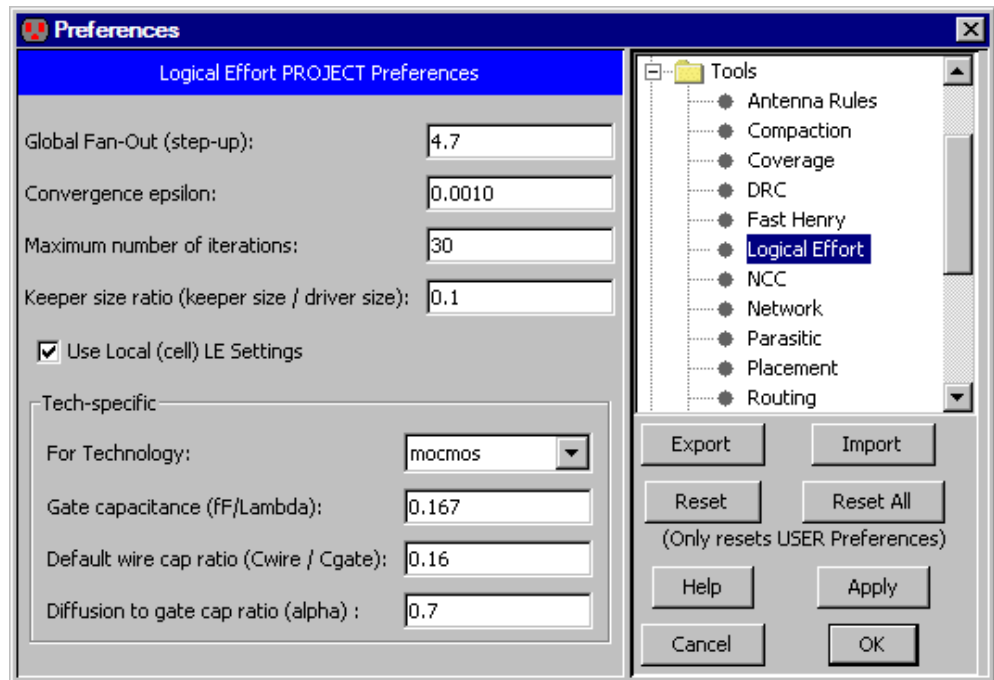 Preferences
Logical Effort PROJECT Preferences
Global Fan-Out (step-up): 4.7
Convergence epsilon: 0.0010
Maximum number of iterations: 30
Keeper size ratio (keeper size / driver size): 0.1
Use Local (cell) LE Settings
Tech-specific
For Technology: mocmos
Gate capacitance (fF/Lambda): 0.167
Default wire cap ratio (Cwire / Cgate): 0.16
Diffusion to gate cap ratio (alpha) : 0.7
Tools
Antenna Rules
Compaction
Coverage
DRC
Fast Henry
Logical Effort
NCC
Network
Parasitic
Placement
Routing
Export Import
Reset Reset All
(Only resets USER Preferences)
Help Apply
Cancel OK